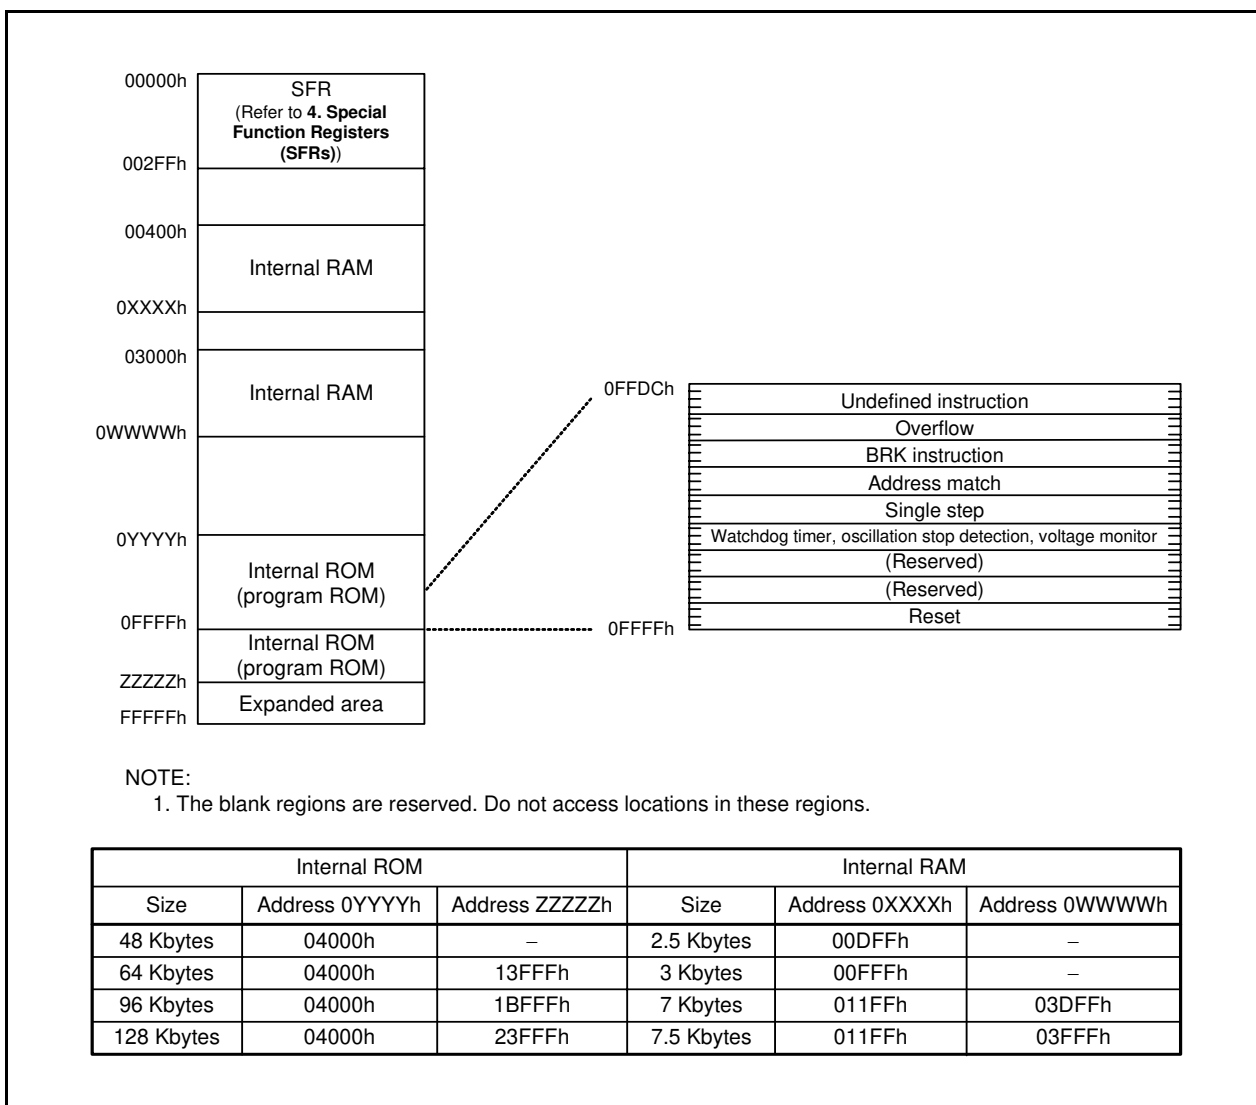 00000h
SFR
(Refer to 4. Special
Function Registers
(SFRs))
002FFh
00400h
Internal RAM
0XXXXh
03000h
Internal RAM
0WWWWh
0YYYYh
Internal ROM
(program ROM)
0FFFFh
Internal ROM
(program ROM)
ZZZZZh
Expanded area
FFFFFh
0FFDCh
Undefined instruction
Overflow
BRK instruction
Address match
Single step
Watchdog timer, oscillation stop detection, voltage monitor
(Reserved)
(Reserved)
Reset
0FFFFh
NOTE:
1. The blank regions are reserved. Do not access locations in these regions.
Internal ROM Internal RAM
Size Address 0YYYYh Address ZZZZZh Size Address 0XXXXh Address 0WWWWh
48 Kbytes 04000h – 2.5 Kbytes 00DFFh –
64 Kbytes 04000h 13FFFh 3 Kbytes 00FFFh –
96 Kbytes 04000h 1BFFFh 7 Kbytes 011FFh 03DFFh
128 Kbytes 04000h 23FFFh 7.5 Kbytes 011FFh 03FFFh